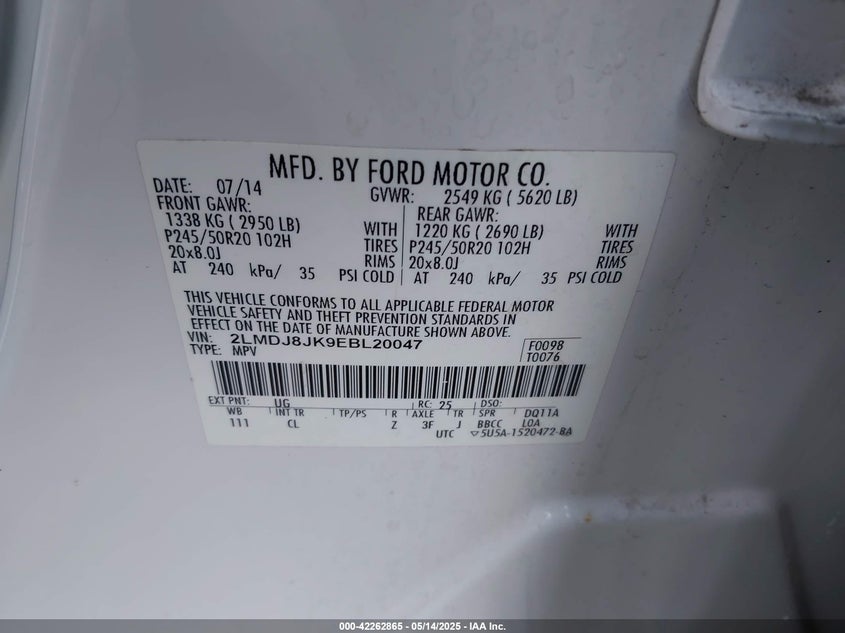 MFD. BY FORD MOTOR CO.
DATE: 07/14 GVWR: 2549 KG ( 5620 LB)
FRONT GAWR: REAR GAWR:
1338 KG ( 2950 LB) WITH 1220 KG ( 2690 LB) WITH
P245/50R20 102H TIRES P245/50R20 102H TIRES
20x8.0J RIMS 20x8.0J RIMS
AT 240 kPa/ 35 PSI COLD AT 240 kPa/ 35 PSI COLD
THIS VEHICLE CONFORMS TO ALL APPLICABLE FEDERAL MOTOR
VEHICLE SAFETY AND THEFT PREVENTION STANDARDS IN
EFFECT ON THE DATE OF MANUFACTURE SHOWN ABOVE.
VIN: 2LMDJ8JK9EBL20047 F0098
TYPE: MPV T0076
EXT PNT: UG RC: 25 DSO:
WB INT TR TP/PS R AXLE TR SPR DQ11A
111 CL Z 3F J BBCC LOA
UTC ▽5U5A-1520472-BA
000-42262865 - 05/14/2025 - IAA Inc.